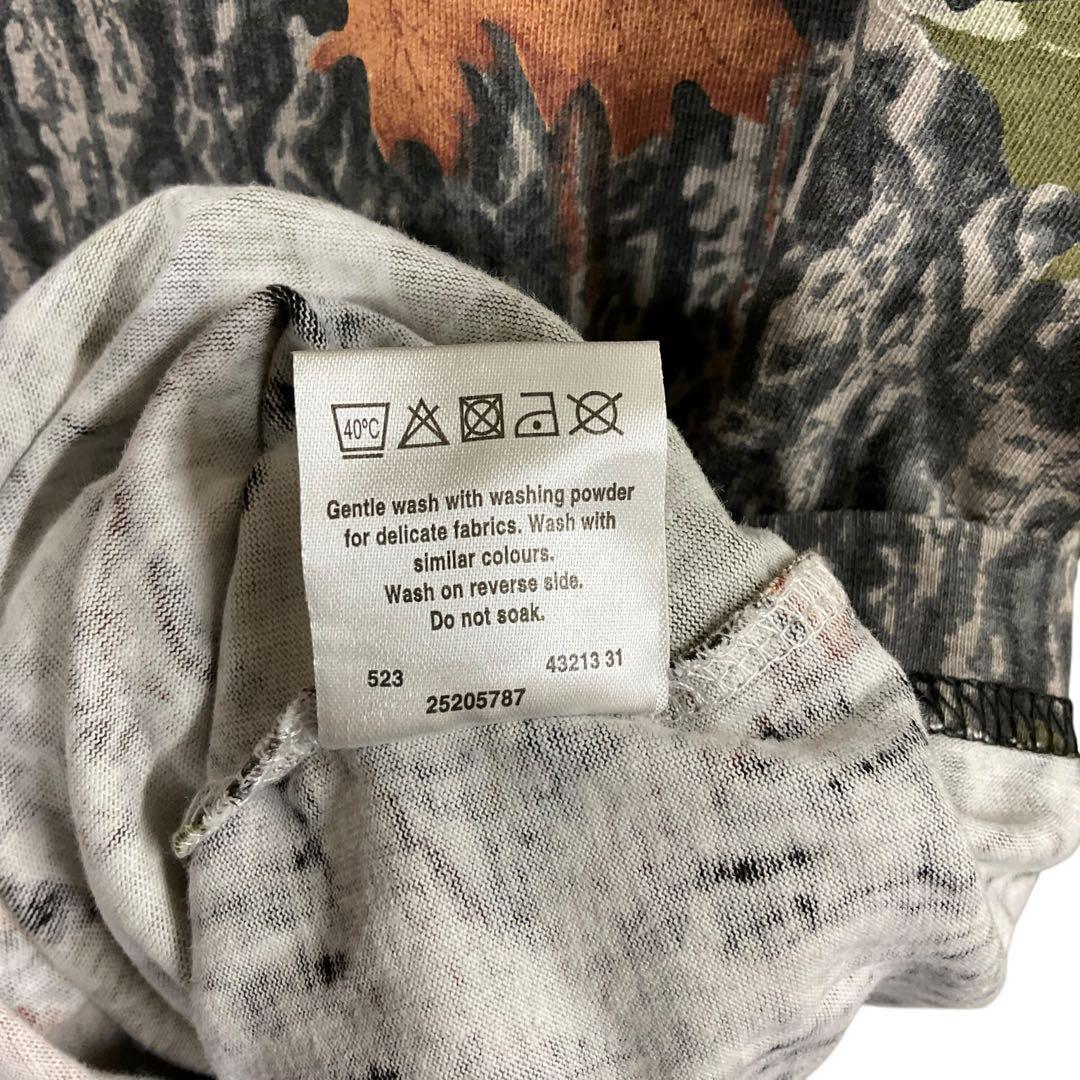 40ºC
Gentle wash with washing powder
for delicate fabrics. Wash with
similar colours.
Wash on reverse side.
Do not soak.
523 43213 31
25205787